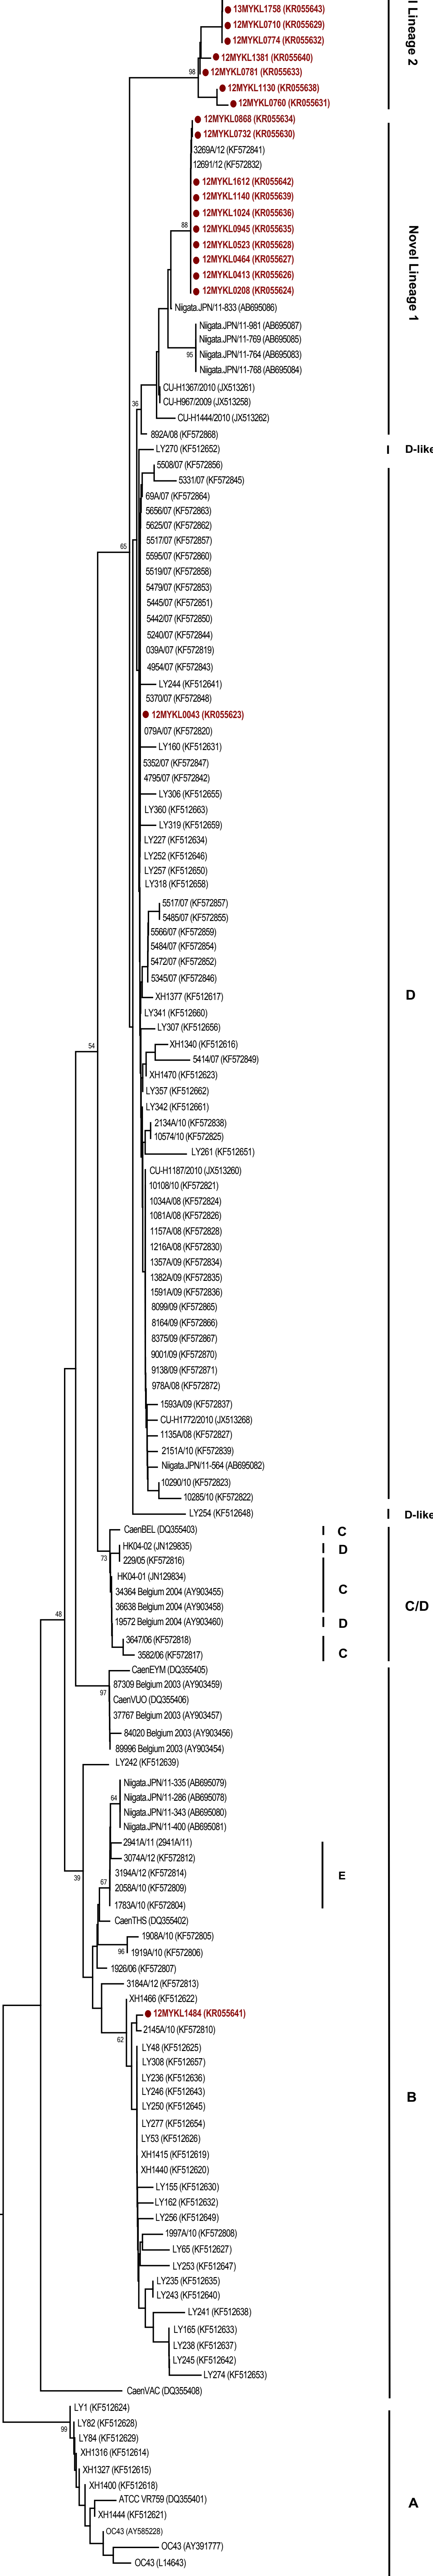 13MYKL1758 (KR055643)
12MYKL0710 (KR055629)
12MYKL0774 (KR055632)
12MYKL1381 (KR055640)
98
12MYKL0781 (KR055633)
12MYKL1130 (KR055638)
12MYKL0760 (KR055631)
Lineage 2
12MYKL0868 (KR055634)
12MYKL0732 (KR055630)
3269A/12 (KF572841)
12691/12 (KF572832)
12MYKL1612 (KR055642)
12MYKL1140 (KR055639)
12MYKL1024 (KR055636)
88
12MYKL0945 (KR055635)
12MYKL0523 (KR055628)
12MYKL0464 (KR055627)
12MYKL0413 (KR055626)
12MYKL0208 (KR055624)
Novel Lineage 1
Niigata.JPN/11-833 (AB695086)
Niigata.JPN/11-981 (AB695087)
Niigata.JPN/11-769 (AB695085)
95
Niigata.JPN/11-764 (AB695083)
Niigata.JPN/11-768 (AB695084)
CU-H1367/2010 (JX513261)
36
CU-H967/2009 (JX513258)
CU-H1444/2010 (JX513262)
892A/08 (KF572868)
LY270 (KF512652)
D-like
5508/07 (KF572856)
5331/07 (KF572845)
69A/07 (KF572864)
5656/07 (KF572863)
5625/07 (KF572862)
5517/07 (KF572857)
65
5595/07 (KF572860)
5519/07 (KF572858)
5479/07 (KF572853)
5445/07 (KF572851)
5442/07 (KF572850)
5240/07 (KF572844)
039A/07 (KF572819)
4954/07 (KF572843)
LY244 (KF512641)
5370/07 (KF572848)
12MYKL0043 (KR055623)
079A/07 (KF572820)
LY160 (KF512631)
5352/07 (KF572847)
4795/07 (KF572842)
LY306 (KF512655)
LY360 (KF512663)
LY319 (KF512659)
LY227 (KF512634)
LY252 (KF512646)
LY257 (KF512650)
LY318 (KF512658)
5517/07 (KF572857)
5485/07 (KF572855)
5566/07 (KF572859)
5484/07 (KF572854)
5472/07 (KF572852)
5345/07 (KF572846)
XH1377 (KF512617)
D
LY341 (KF512660)
LY307 (KF512656)
54
XH1340 (KF512616)
5414/07 (KF572849)
XH1470 (KF512623)
LY357 (KF512662)
LY342 (KF512661)
2134A/10 (KF572838)
10574/10 (KF572825)
LY261 (KF512651)
CU-H1187/2010 (JX513260)
10108/10 (KF572821)
1034A/08 (KF572824)
1081A/08 (KF572826)
1157A/08 (KF572828)
1216A/08 (KF572830)
1357A/09 (KF572834)
1382A/09 (KF572835)
1591A/09 (KF572836)
8099/09 (KF572865)
8164/09 (KF572866)
8375/09 (KF572867)
9001/09 (KF572870)
9138/09 (KF572871)
978A/08 (KF572872)
1593A/09 (KF572837)
CU-H1772/2010 (JX513268)
1135A/08 (KF572827)
2151A/10 (KF572839)
Niigata.JPN/11-564 (AB695082)
10290/10 (KF572823)
10285/10 (KF572822)
LY254 (KF512648)
D-like
CaenBEL (DQ355403)
C
HK04-02 (JN129835)
D
73
229/05 (KF572816)
HK04-01 (JN129834)
34364 Belgium 2004 (AY903455)
C
36638 Belgium 2004 (AY903458)
C/D
48
19572 Belgium 2004 (AY903460)
D
3647/06 (KF572818)
3582/06 (KF572817)
C
CaenEYM (DQ355405)
87309 Belgium 2003 (AY903459)
97
CaenVUO (DQ355406)
37767 Belgium 2003 (AY903457)
84020 Belgium 2003 (AY903456)
89996 Belgium 2003 (AY903454)
LY242 (KF512639)
Niigata.JPN/11-335 (AB695079)
64
Niigata.JPN/11-286 (AB695078)
Niigata.JPN/11-343 (AB695080)
Niigata.JPN/11-400 (AB695081)
2941A/11 (2941A/11)
3074A/12 (KF572812)
39
3194A/12 (KF572814)
E
67
2058A/10 (KF572809)
1783A/10 (KF572804)
CaenTHS (DQ355402)
1908A/10 (KF572805)
96
1919A/10 (KF572806)
1926/06 (KF572807)
3184A/12 (KF572813)
XH1466 (KF512622)
12MYKL1484 (KR055641)
2145A/10 (KF572810)
62
LY48 (KF512625)
LY308 (KF512657)
LY236 (KF512636)
LY246 (KF512643)
B
LY250 (KF512645)
LY277 (KF512654)
LY53 (KF512626)
XH1415 (KF512619)
XH1440 (KF512620)
LY155 (KF512630)
LY162 (KF512632)
LY256 (KF512649)
1997A/10 (KF572808)
LY65 (KF512627)
LY253 (KF512647)
LY235 (KF512635)
LY243 (KF512640)
LY241 (KF512638)
LY165 (KF512633)
LY238 (KF512637)
LY245 (KF512642)
LY274 (KF512653)
CaenVAC (DQ355408)
LY1 (KF512624)
LY82 (KF512628)
99
LY84 (KF512629)
XH1316 (KF512614)
XH1327 (KF512615)
XH1400 (KF512618)
ATCC VR759 (DQ355401)
A
XH1444 (KF512621)
OC43 (AY585228)
OC43 (AY391777)
OC43 (L14643)